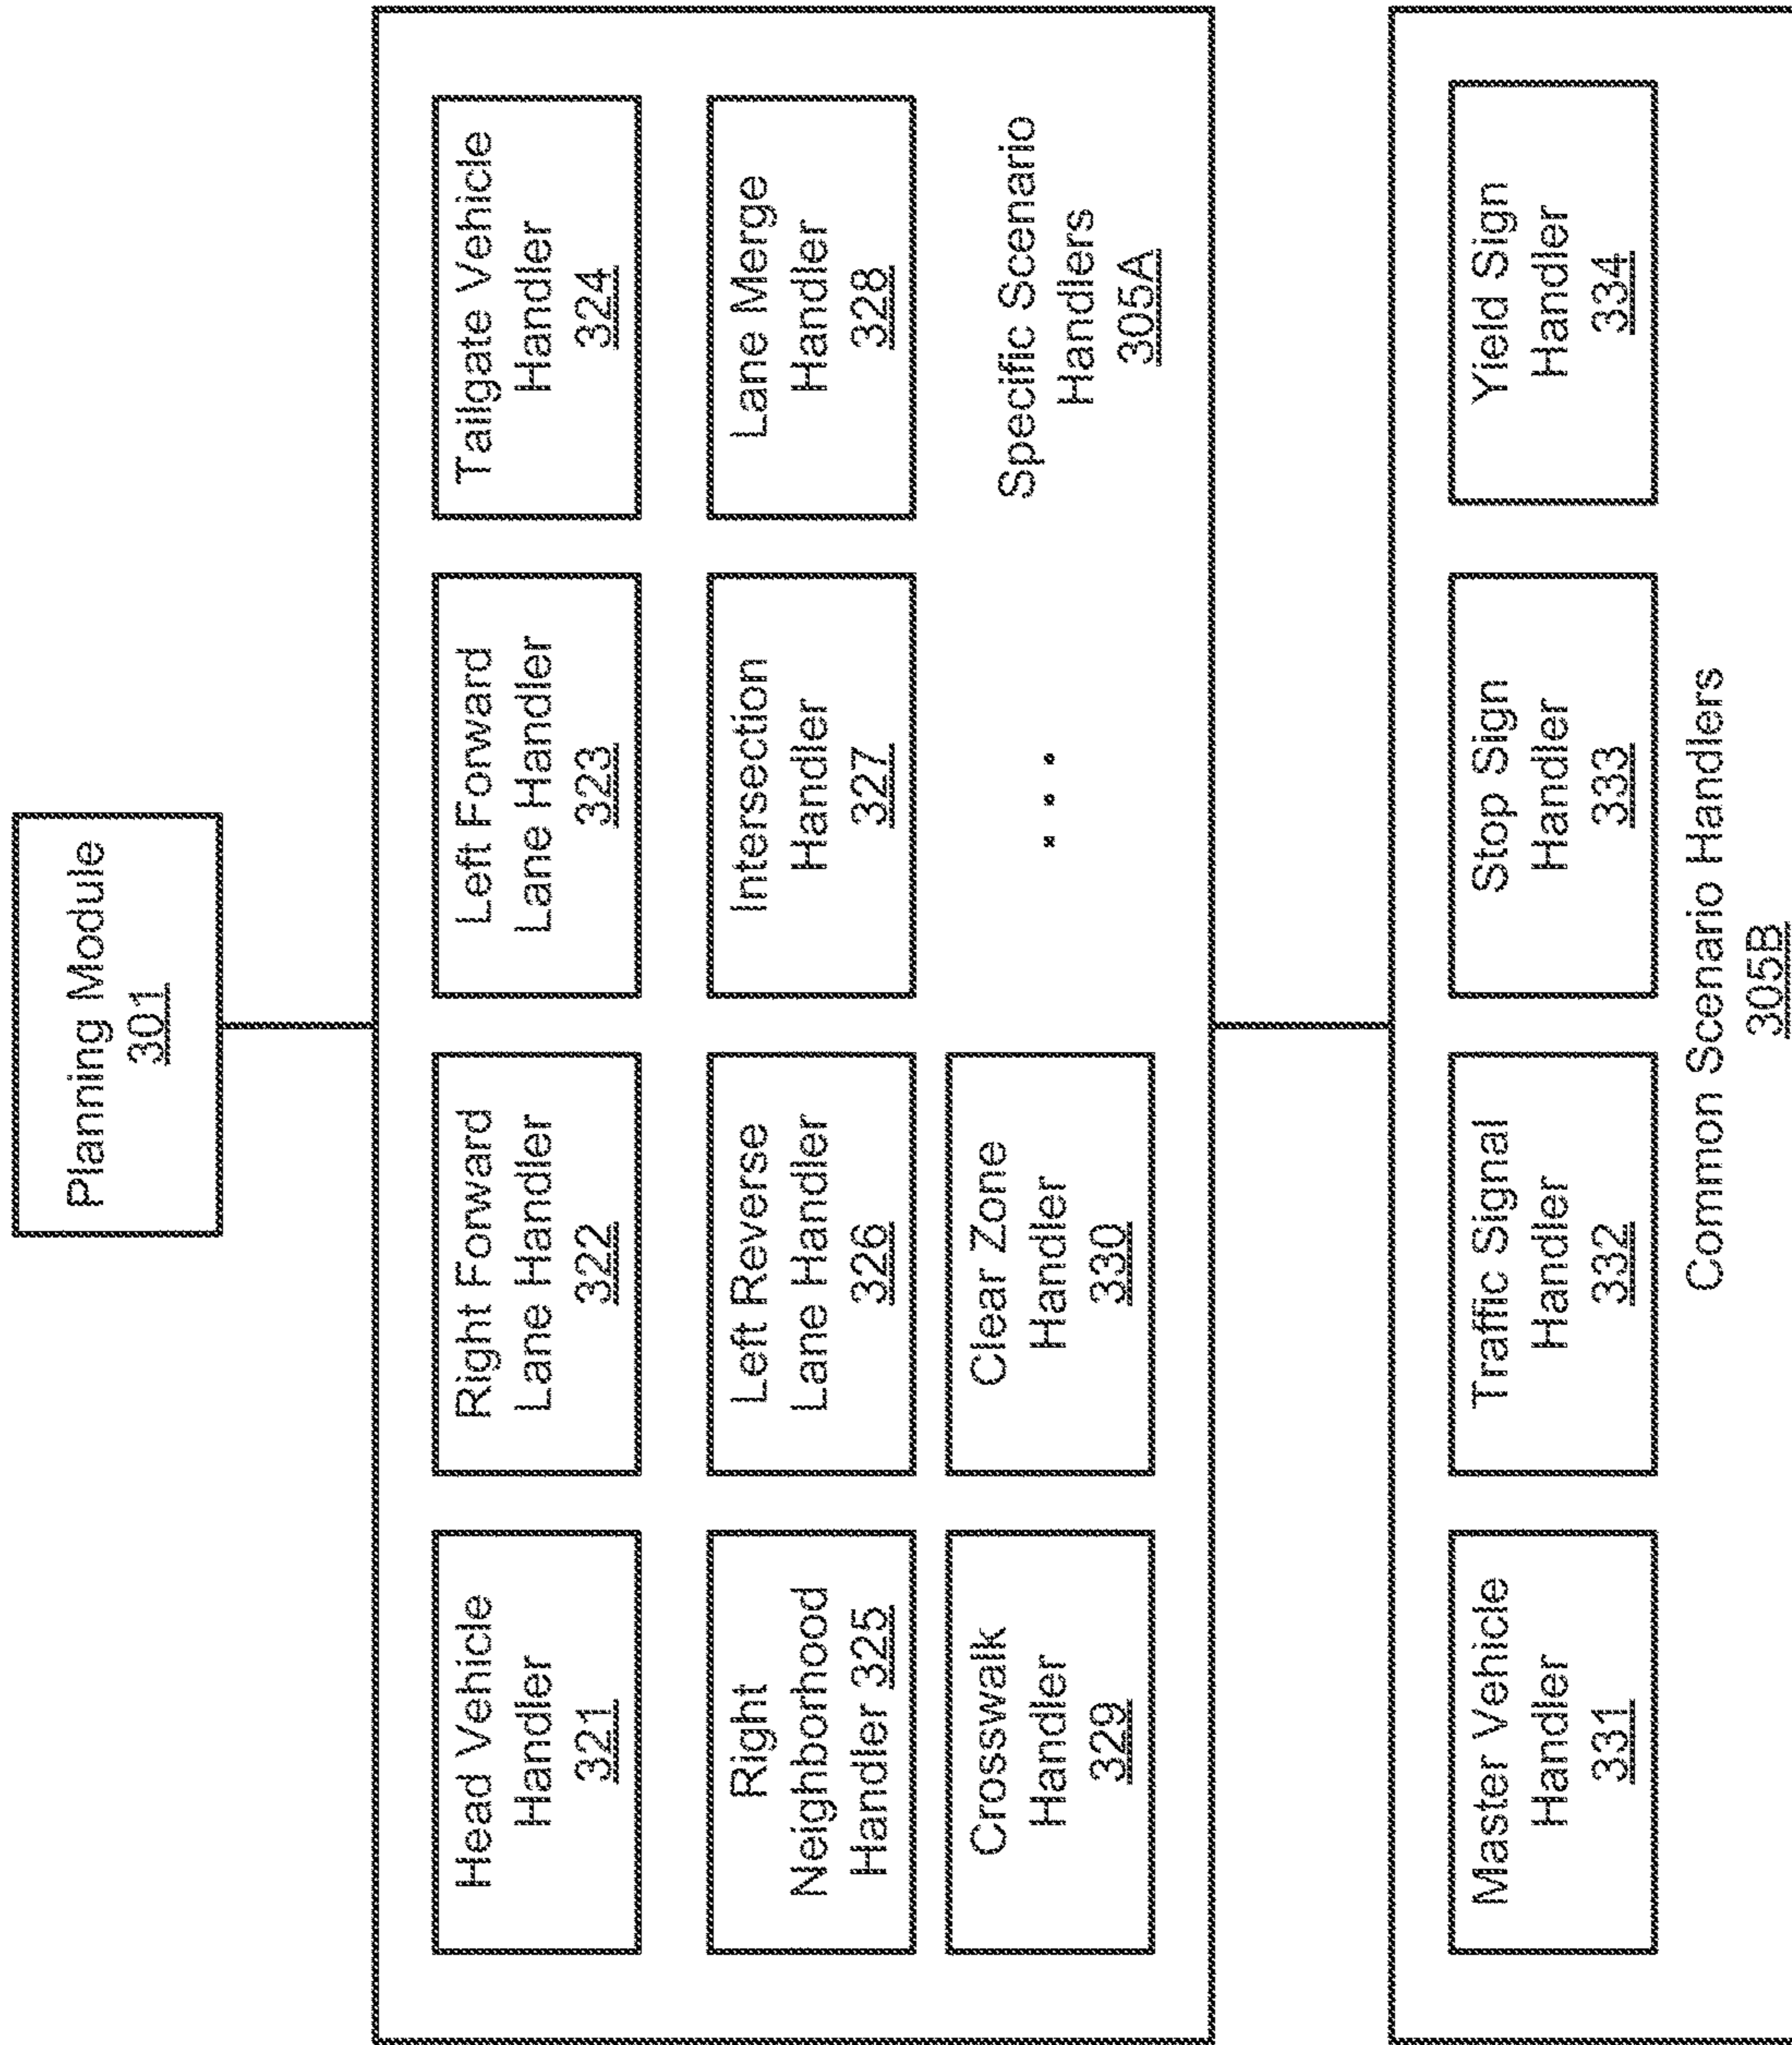 Planning Module
301
Head Vehicle
Handler
321
Right Forward
Lane Handler
322
Left Forward
Lane Handler
323
Tailgate Vehicle
Handler
324
Right
Neighborhood
Handler 325
Left Reverse
Lane Handler
326
Intersection
Handler
327
Lane Merge
Handler
328
Crosswalk
Handler
329
Clear Zone
Handler
330
...
Specific Scenario
Handlers
305A
Master Vehicle
Handler
331
Traffic Signal
Handler
332
Stop Sign
Handler
333
Yield Sign
Handler
334
Common Scenario Handlers
305B